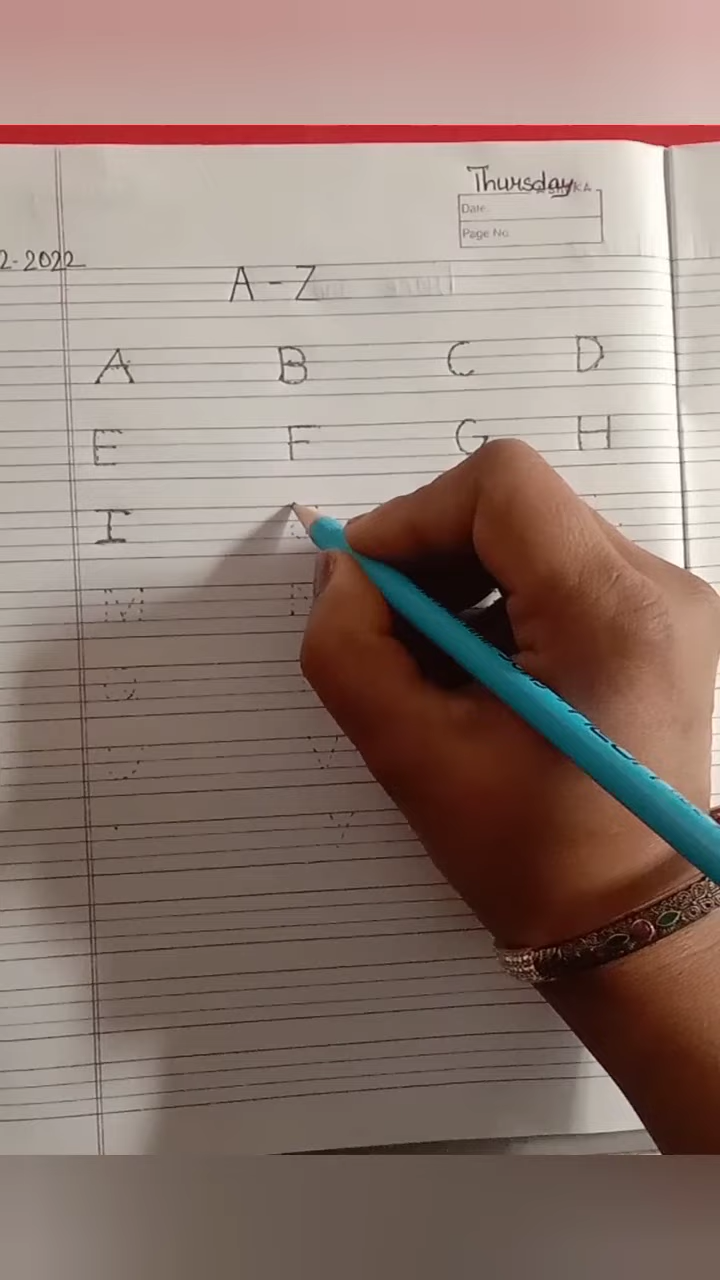 Thursday
Date.
Page No.
2-2022
A-Z
A B C D
E F G H
I
M N
U V
Y